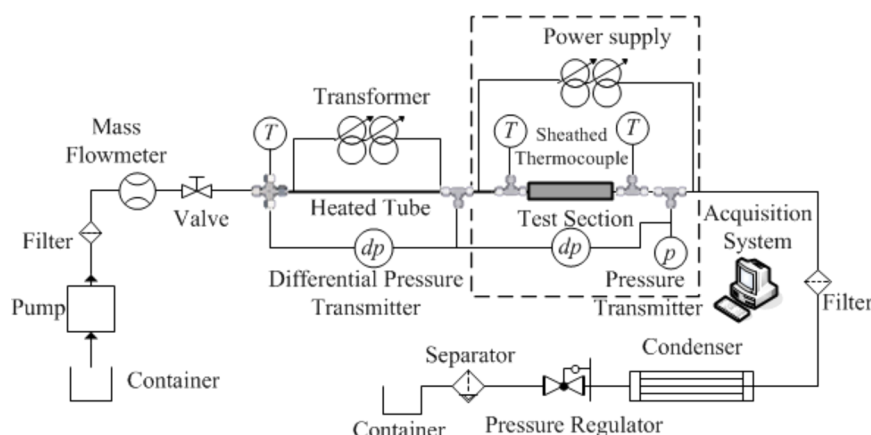 Power supply
Transformer
Mass
Flowmeter
T
T
Sheathed
Thermocouple
T
Valve
Heated Tube
Test Section
Acquisition
System
Filter
dp
dp
p
Differential Pressure
Transmitter
Pressure
Transmitter
Pump
Filter
Separator
Condenser
Container
Container
Pressure Regulator